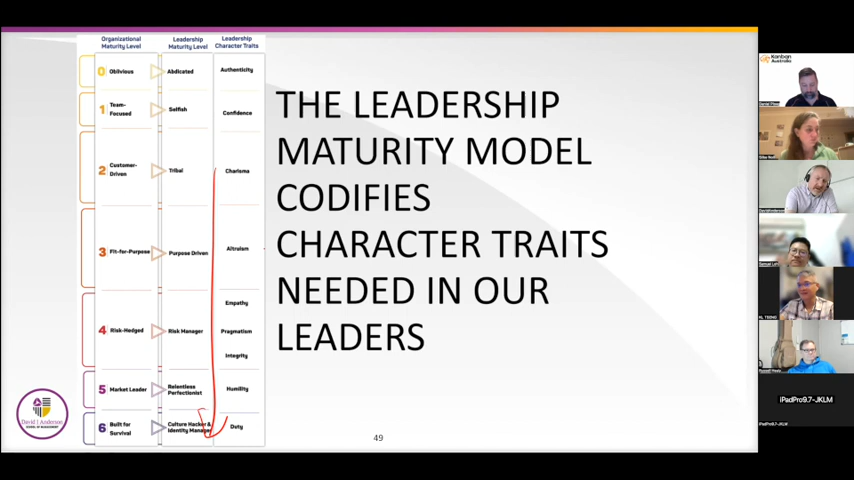 Organizational
Maturity Level
Leadership
Maturity Level
Leadership
Character Traits
0 Oblivious
Abdicated
Authenticity
1 Team-
Focused
Selfish
Confidence
2 Customer-
Driven
Tribal
Charisma
3 Fit-for-Purpose
Purpose Driven
Altruism
Empathy
4 Risk-Hedged
Risk Manager
Pragmatism
Integrity
5 Market Leader
Relentless
Perfectionist
Humility
6 Built for
Survival
Culture Hacker &
Identity Manager
Duty
THE LEADERSHIP
MATURITY MODEL
CODIFIES
CHARACTER TRAITS
NEEDED IN OUR
LEADERS
49
David J Anderson
SCHOOL OF MANAGEMENT
Kanban
Australia
iPadPro9.7-JKLM
iPadPro9.7-JKLM